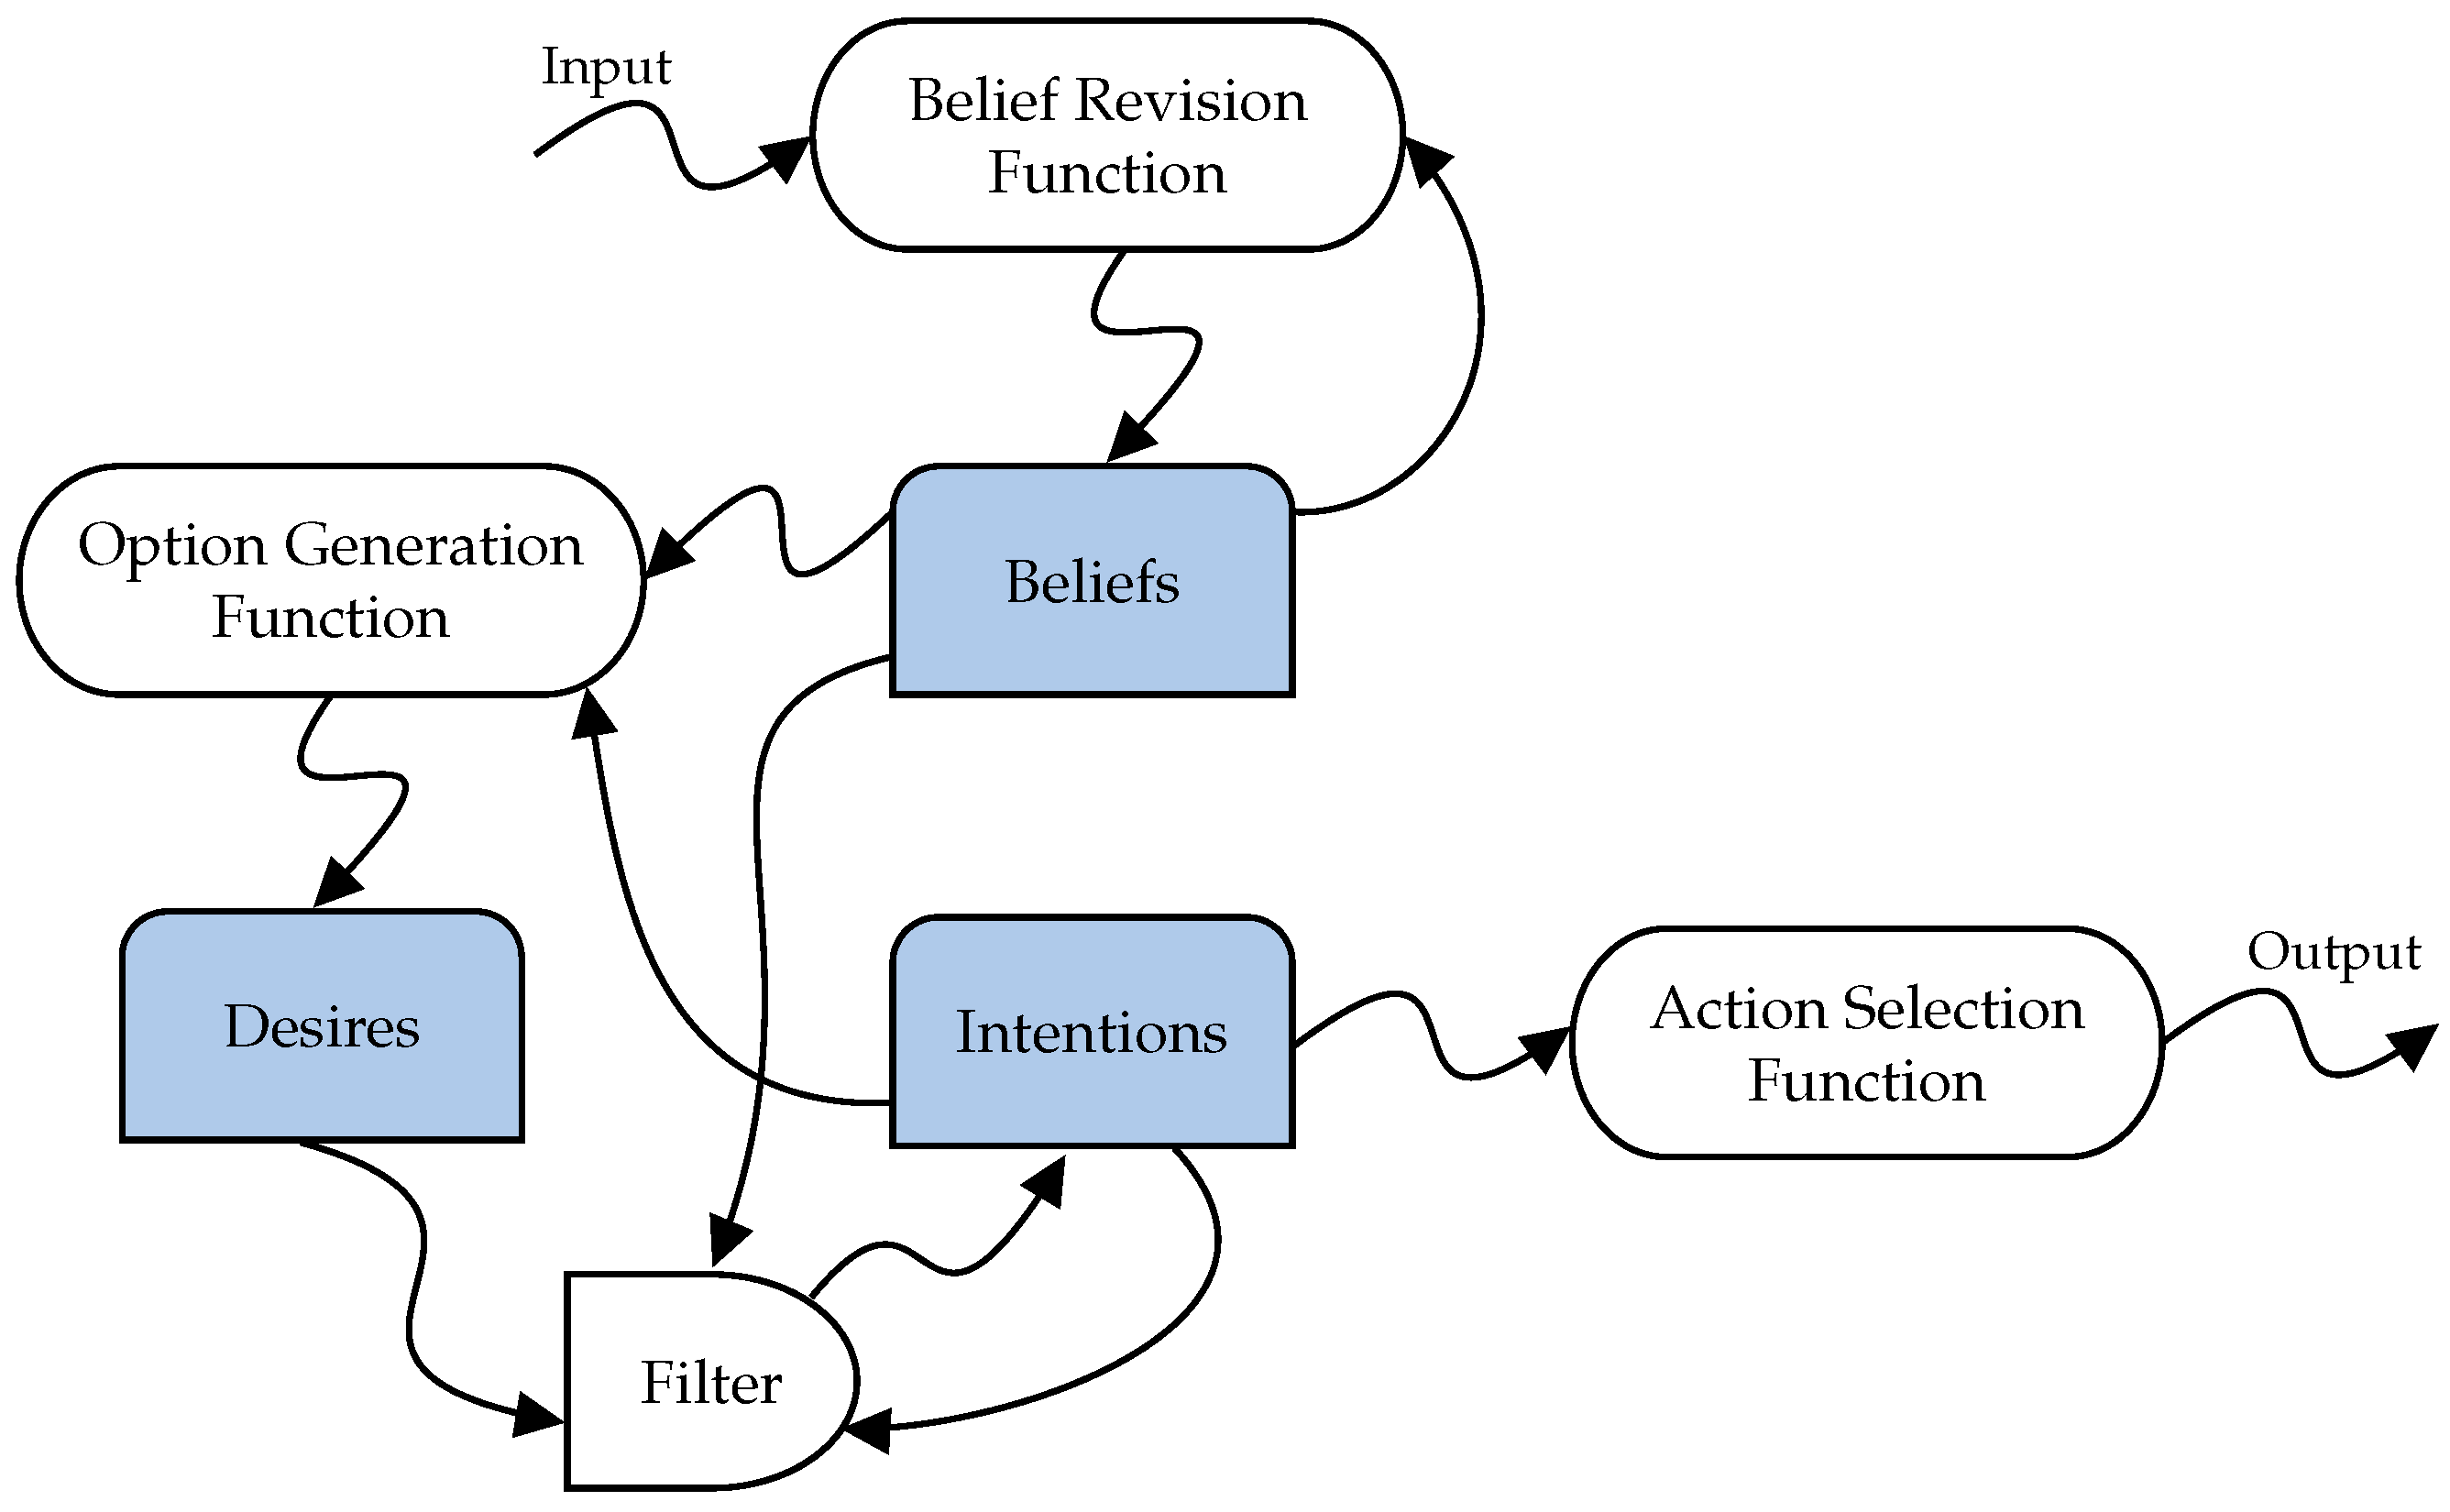 Input
Belief Revision
Function
Option Generation
Function
Beliefs
Desires
Intentions
Action Selection
Function
Output
Filter